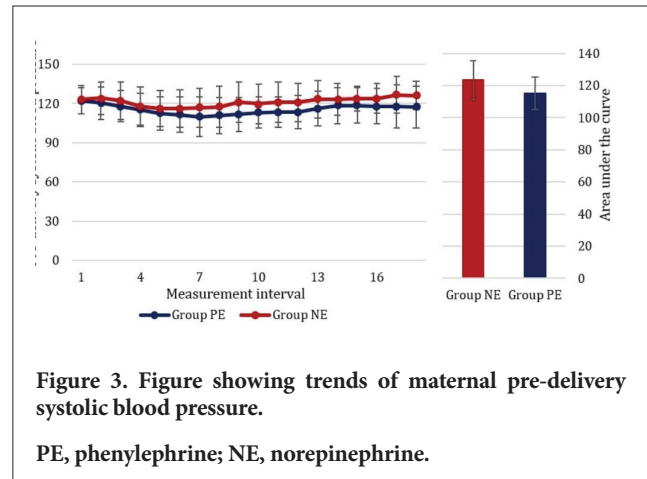 150
120
90
60
30
0
1 4 7 10 13 16
Measurement interval
Group PE Group NE
140
120
100
80
60
40
20
0
Area under the curve
Group NE Group PE
Figure 3. Figure showing trends of maternal pre-delivery
systolic blood pressure.
PE, phenylephrine; NE, norepinephrine.